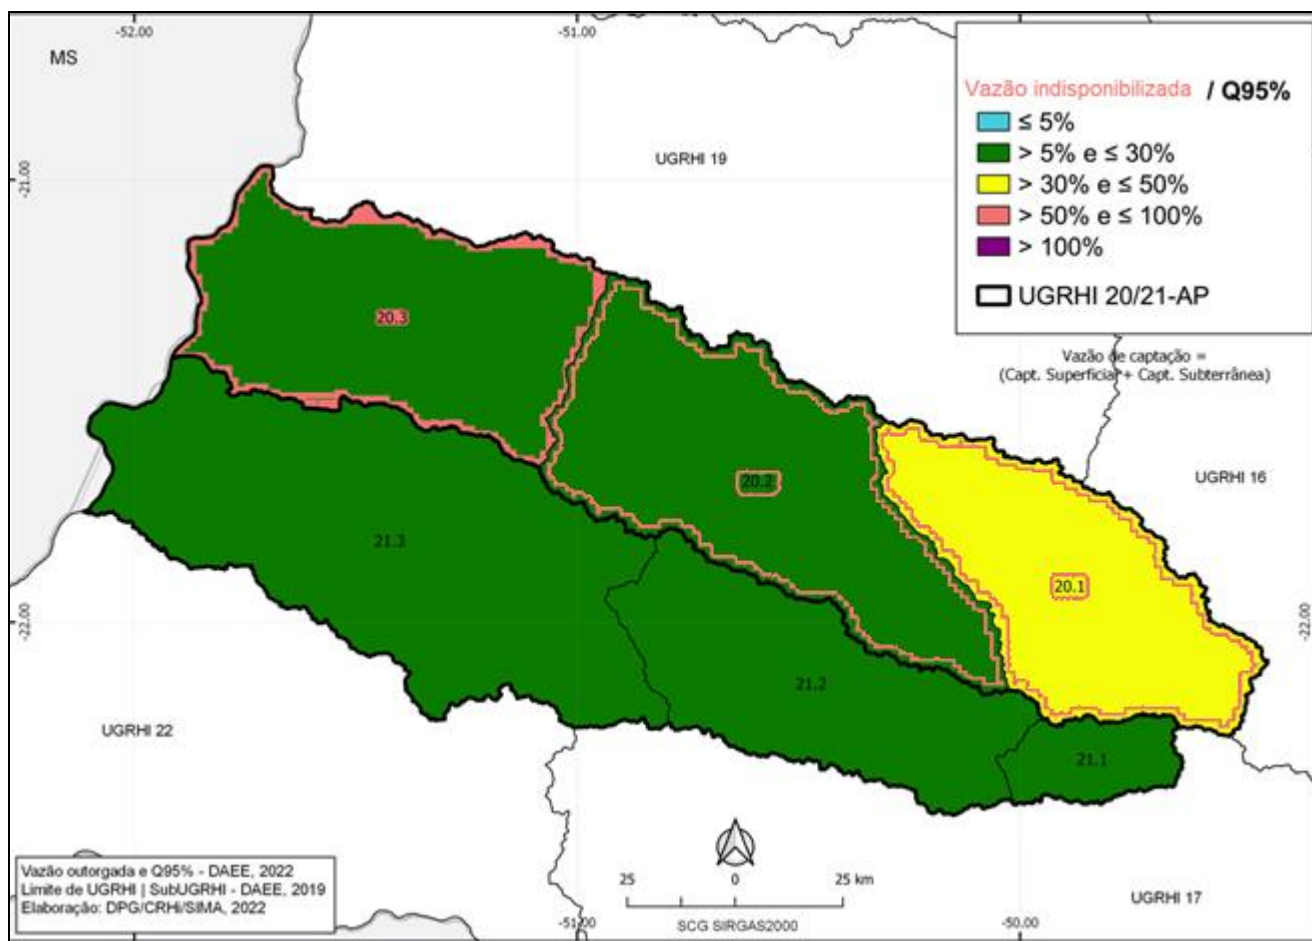 -52.00
-51.00
MS
Vazão indisponibilizada / Q95%
≤ 5%
> 5% e ≤ 30%
> 30% e ≤ 50%
> 50% e ≤ 100%
> 100%
UGRHI 20/21-AP
UGRHI 19
-21.00
Vazão de captação =
(Capt. Superficial + Capt. Subterrânea)
20.3
20.2
UGRHI 16
21.3
20.1
-22.00
-22.00
21.2
UGRHI 22
21.1
Vazão outorgada e Q95% - DAEE, 2022
Limite de UGRHI | SubUGRHI - DAEE, 2019
Elaboração: DPG/CRHi/SIMA, 2022
25 0 25 km
UGRHI 17
-51.00
SCG SIRGAS2000
-50.00